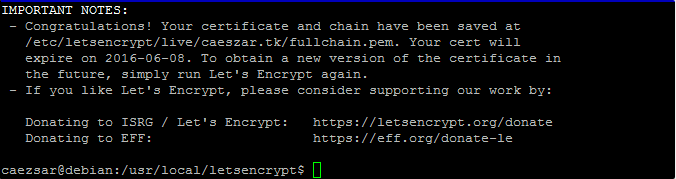 IMPORTANT NOTES:
- Congratulations! Your certificate and chain have been saved at
/etc/letsencrypt/live/caeszar.tk/fullchain.pem. Your cert will
expire on 2016-06-08. To obtain a new version of the certificate in
the future, simply run Let's Encrypt again.
- If you like Let's Encrypt, please consider supporting our work by:
Donating to ISRG / Let's Encrypt: https://letsencrypt.org/donate
Donating to EFF: https://eff.org/donate-le
caezsar@debian:/usr/local/letsencrypt$